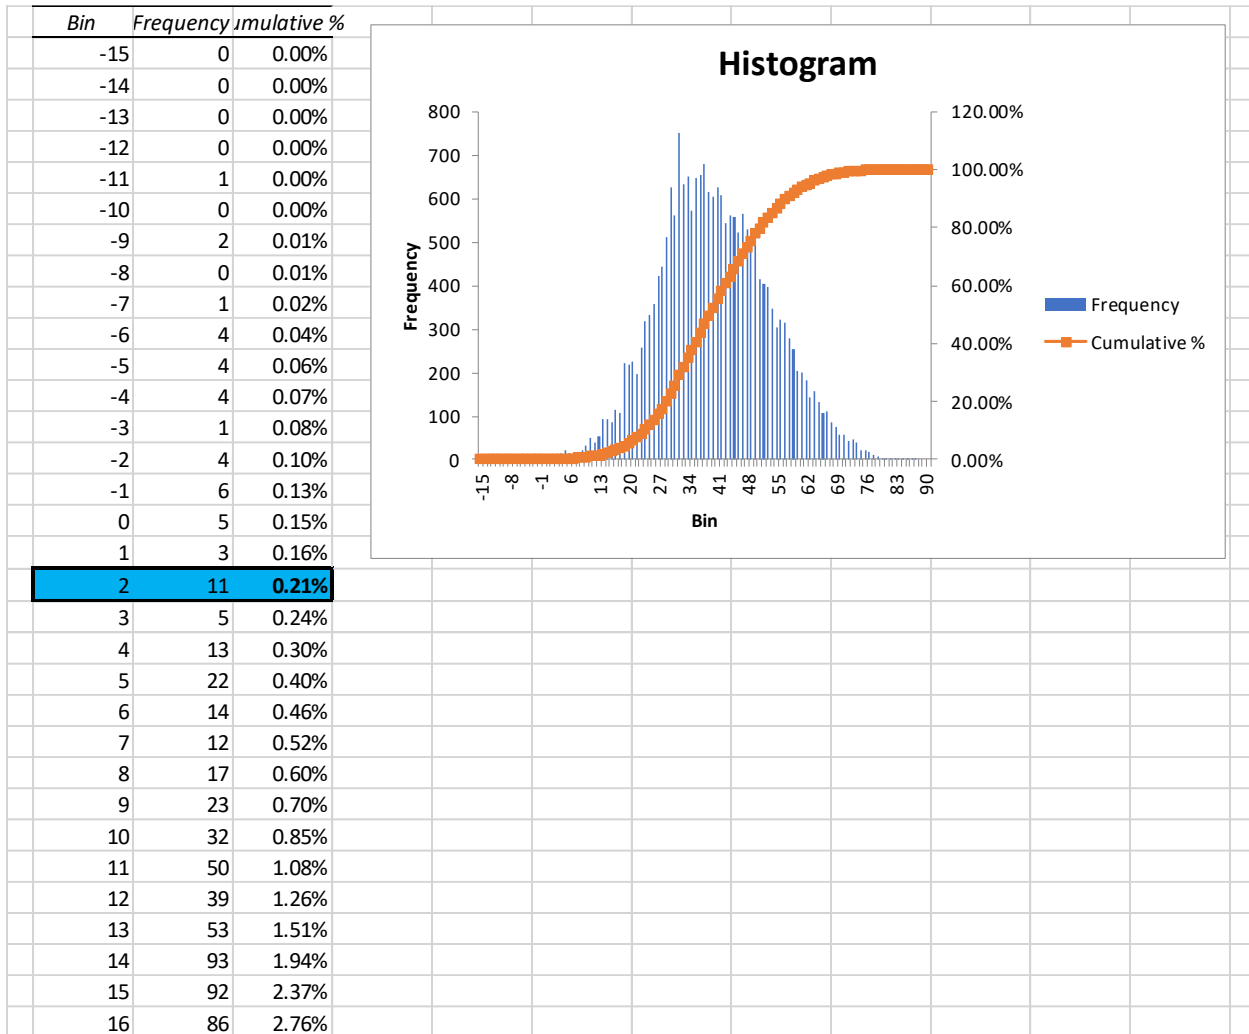 Bin Frequency umulative %
-15 0 0.00%
-14 0 0.00%
-13 0 0.00%
-12 0 0.00%
-11 1 0.00%
-10 0 0.00%
-9 2 0.01%
-8 0 0.01%
-7 1 0.02%
-6 4 0.04%
-5 4 0.06%
-4 4 0.07%
-3 1 0.08%
-2 4 0.10%
-1 6 0.13%
0 5 0.15%
1 3 0.16%
2 11 0.21%
3 5 0.24%
4 13 0.30%
5 22 0.40%
6 14 0.46%
7 12 0.52%
8 17 0.60%
9 23 0.70%
10 32 0.85%
11 50 1.08%
12 39 1.26%
13 53 1.51%
14 93 1.94%
15 92 2.37%
16 86 2.76%
Histogram
Frequency
800
700
600
500
400
300
200
100
0
120.00%
100.00%
80.00%
60.00%
40.00%
20.00%
0.00%
-15 -8 -1 6 13 20 27 34 41 48 55 62 69 76 83 90
Bin
Frequency
Cumulative %